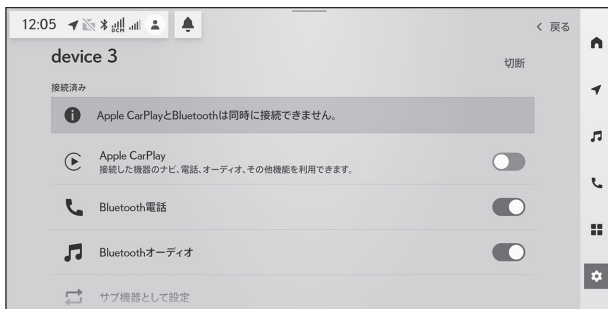 12:05 DCM
戻る
device 3
切断
接続済み
Apple CarPlayとBluetoothは同時に接続できません。
Apple CarPlay
接続した機器のナビ、電話、オーディオ、その他機能を利用できます。
Bluetooth電話
Bluetoothオーディオ
サブ機器として設定